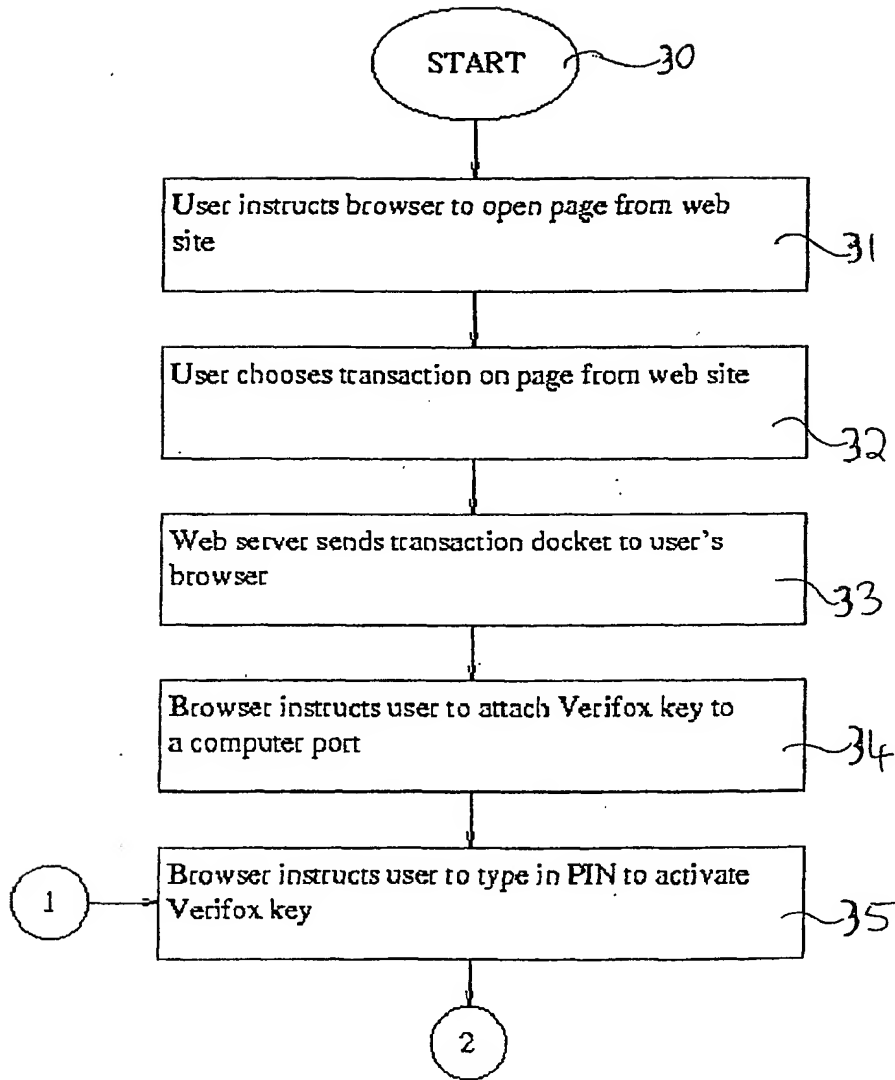 START
30
User instructs browser to open page from web
site
31
User chooses transaction on page from web site
32
Web server sends transaction docket to user's
browser
33
Browser instructs user to attach Verifox key to
a computer port
34
1
Browser instructs user to type in PIN to activate
Verifox key
35
2